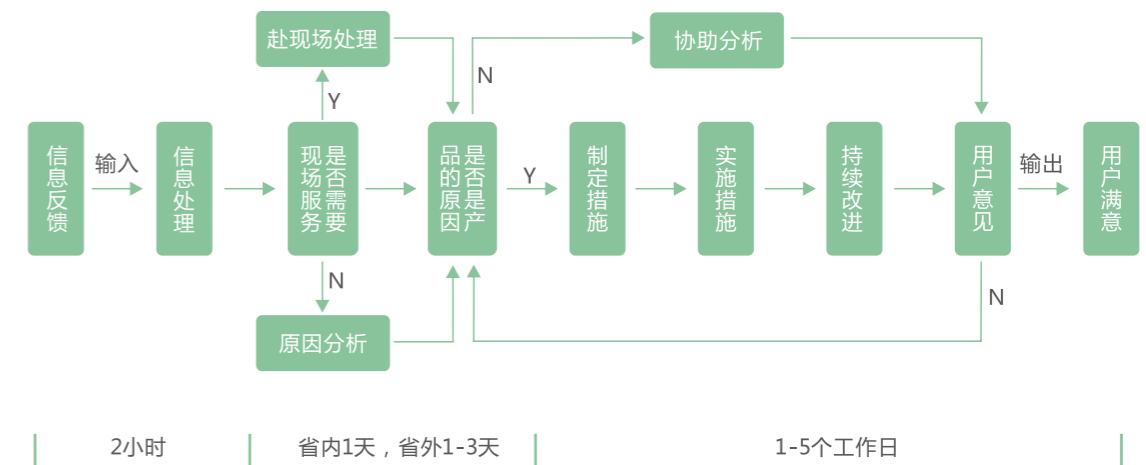 赴现场处理
协助分析
N
Y
信息反馈
输入
信息处理
是否需要
现场服务
是否是产
品的原因
Y
制定措施
实施措施
持续改进
用户意见
输出
用户满意
N
N
原因分析
2小时
省内1天，省外1-3天
1-5个工作日